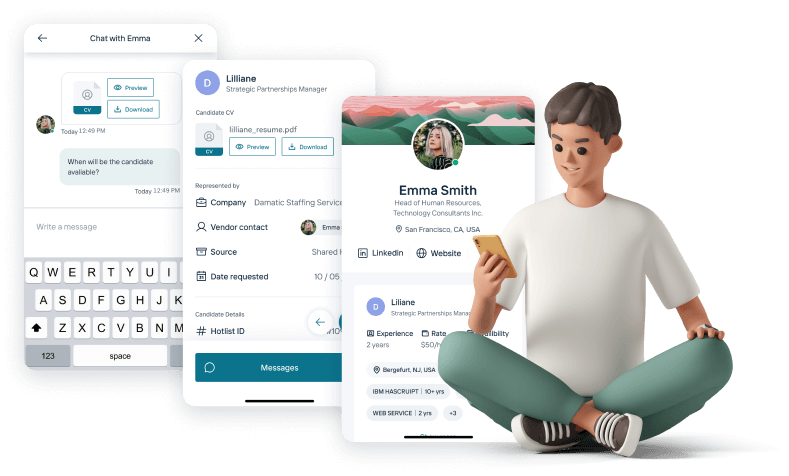 Chat with Emma
Preview
Download
CV
Today 12:49 PM
When will the candidate
available?
Today 12:49 PM
Write a message
Q W E R T Y U I
A S D F G H J K
Z X C V B N M
123 space
D
Lilliane
Strategic Partnerships Manager
Candidate CV
lilliane_resume.pdf
CV
Preview Download
Represented by
Company Damatic Staffing Service
Vendor contact Emma
Source Shared
Date requested 10 / 05
Candidate Details
Hotlist ID
Messages
Emma Smith
Head of Human Resources,
Technology Consultants Inc.
San Francisco, CA, USA
Linkedin Website
D
Liliane
Strategic Partnerships Manag
Experience Rate
2 years $50/
Bergefurt, NJ, USA
IBM HASCRUIPT | 10+ yrs
WEB SERVICE | 2 yrs +3